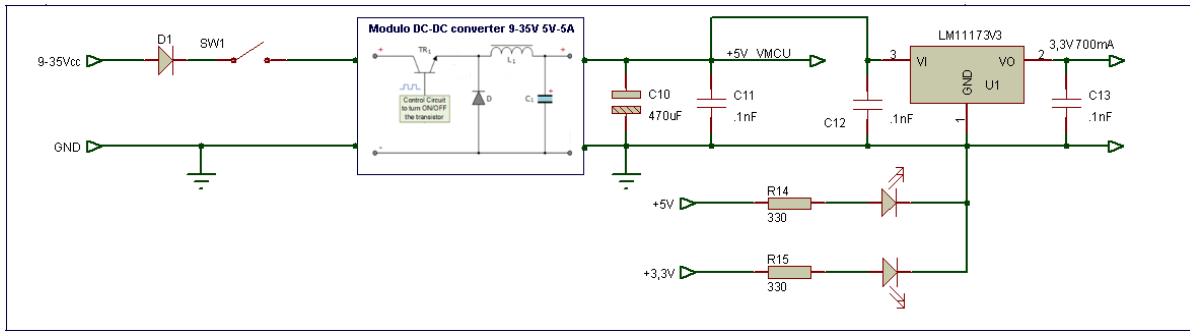 Modulo DC-DC converter 9-35V 5V-5A
D1
SW1
9-35Vcc
GND
+
TR1
L1
+
Control Circuit
to turn ON/OFF
the transistor
D
C1
+
-
-
+5V VMCU
C10
470uF
C11
.1nF
C12
.1nF
LM11173V3
3
VI
VO
2
GND
U1
1
3,3V 700mA
C13
.1nF
+5V
R14
330
+3,3V
R15
330